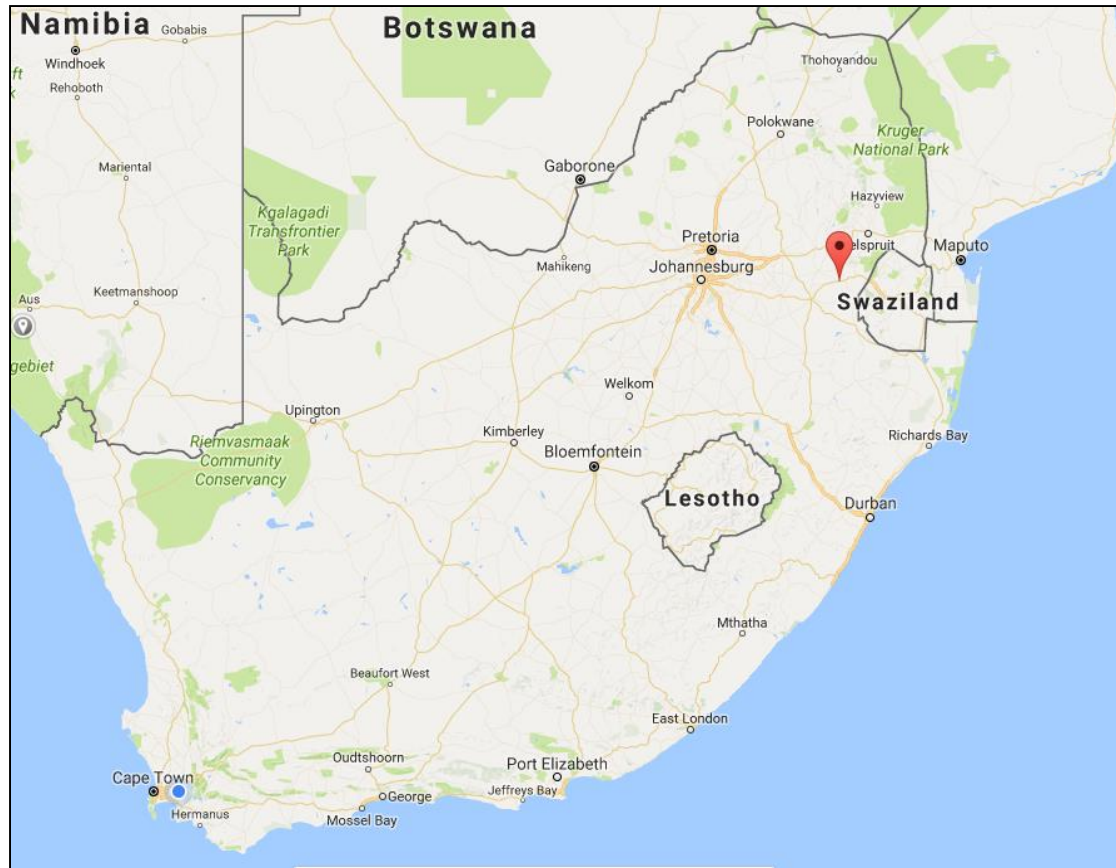 Namibia
Botswana
Gobabis
Windhoek
Rehoboth
Thohoyandou
Polokwane
Kruger
National Park
Mariental
Gaborone
Hazyview
Kgalagadi
Transfrontier
Park
Pretoria
elspruit
Maputo
Mahikeng
Johannesburg
Keetmanshoop
Aus
Swaziland
gebiet
Welkom
Upington
Kimberley
Richards Bay
Riemvasmaak
Community
Conservancy
Bloemfontein
Lesotho
Durban
Mthatha
Beaufort West
East London
Oudtshoorn
Port Elizabeth
Cape Town
George
Jeffreys Bay
Hermanus
Mossel Bay